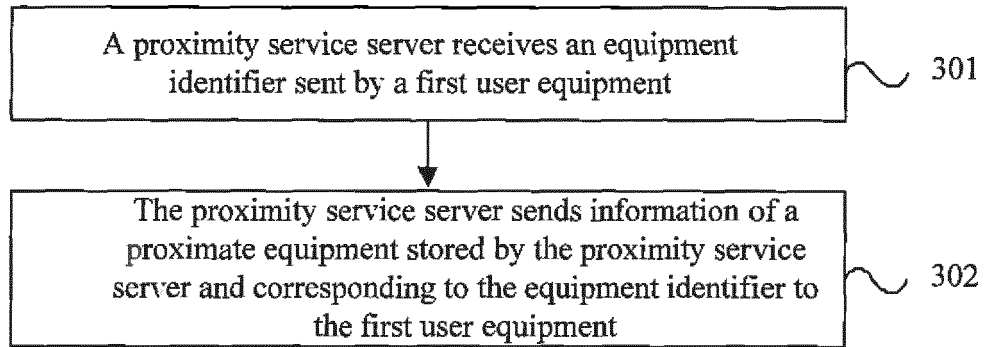 A proximity service server receives an equipment
identifier sent by a first user equipment
301
The proximity service server sends information of a
proximate equipment stored by the proximity service
server and corresponding to the equipment identifier to
the first user equipment
302